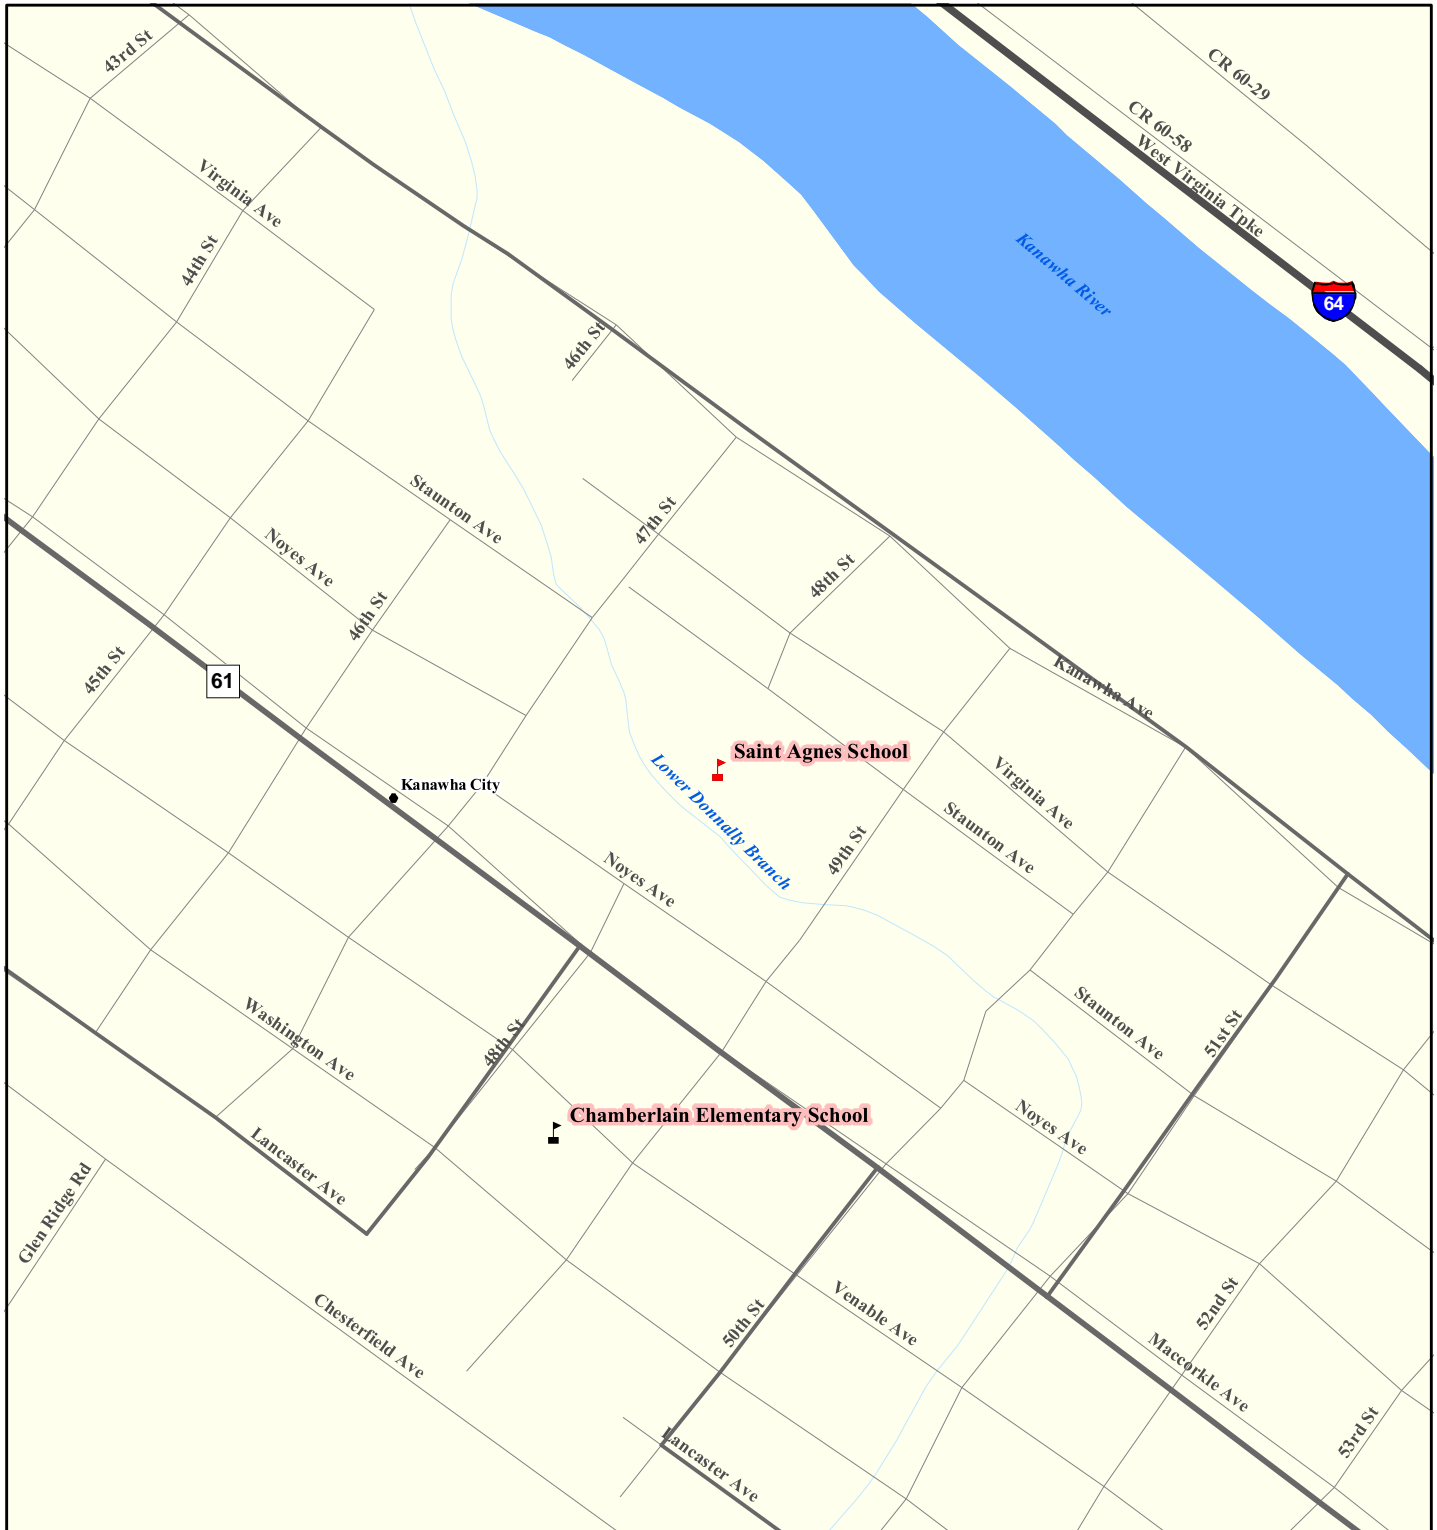 43rd St
CR 60-29
CR 60-58
West Virginia Tpke
Virginia Ave
44th St
Kanawha River
64
46th St
Staunton Ave
47th St
Noyes Ave
48th St
46th St
45th St
61
Kanawha Ave
Saint Agnes School
Kanawha City
Lower Donnally Branch
Virginia Ave
Staunton Ave
49th St
Noyes Ave
Washington Ave
48th St
Staunton Ave
51st St
Chamberlain Elementary School
Noyes Ave
Lancaster Ave
Glen Ridge Rd
Chesterfield Ave
50th St
Venable Ave
52nd St
Maccorkle Ave
53rd St
Lancaster Ave